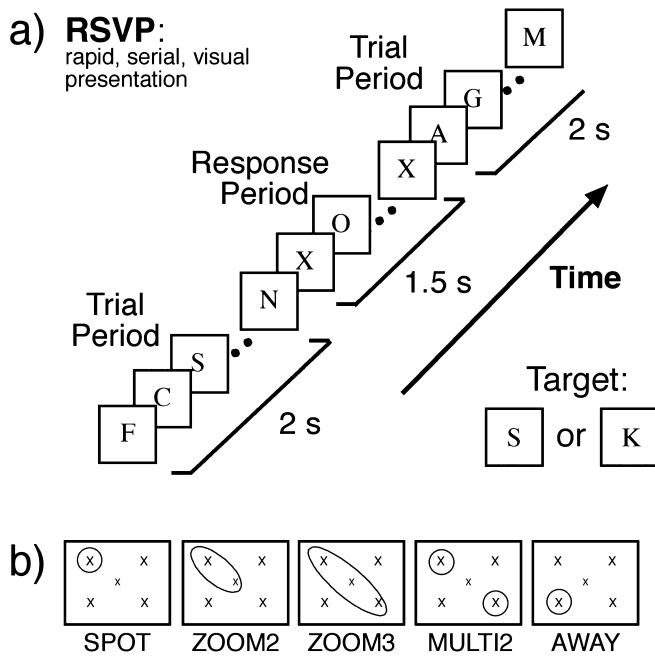 a) RSVP:
rapid, serial, visual
presentation
M
Trial
Period
G
A
X
2 s
Response
Period
O
X
N
1.5 s
Time
Trial
Period
S
C
F
2 s
Target:
S or K
b)
x x x x x
x x x x x
x x x x x
x x x x x
x x x x x
SPOT ZOOM2 ZOOM3 MULTI2 AWAY